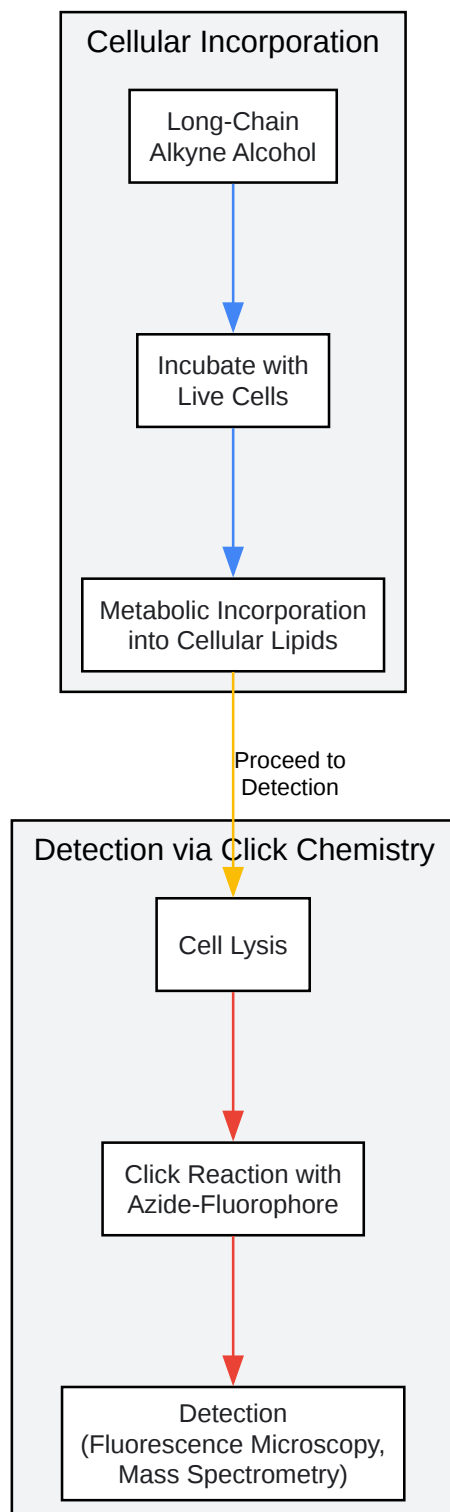 Cellular Incorporation
Long-Chain
Alkyne Alcohol
Incubate with
Live Cells
Metabolic Incorporation
into Cellular Lipids
Proceed to
Detection
Detection via Click Chemistry
Cell Lysis
Click Reaction with
Azide-Fluorophore
Detection
(Fluorescence Microscopy,
Mass Spectrometry)